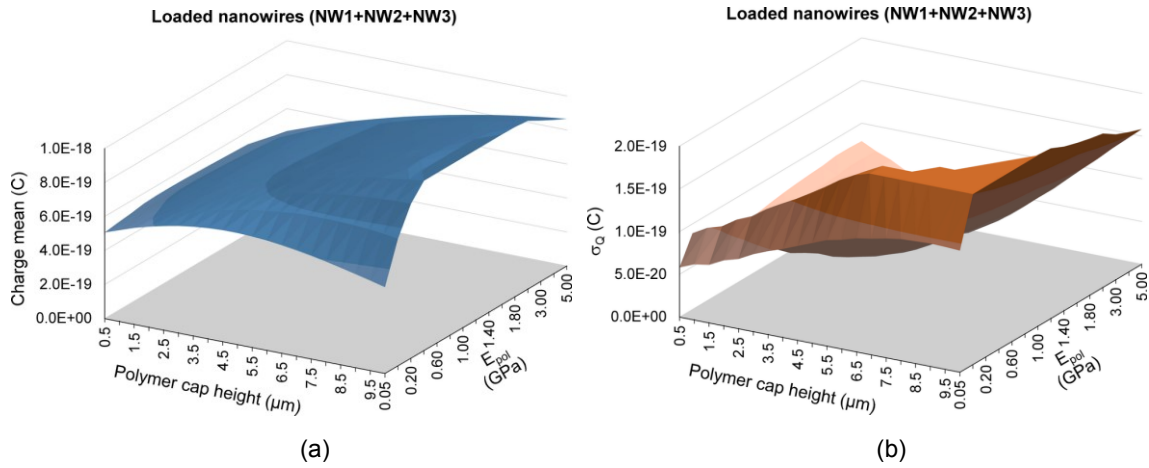 Loaded nanowires (NW1+NW2+NW3)
Charge mean (C)
1.0E-18
8.0E-19
6.0E-19
4.0E-19
2.0E-19
0.0E+00
0.5
1.5
2.5
3.5
4.5
5.5
6.5
7.5
8.5
9.5
Polymer cap height (μm)
0.05
0.20
0.60
1.00
1.40
1.80
3.00
5.00
E_pol
(GPa)
(a)
Loaded nanowires (NW1+NW2+NW3)
σ_Q (C)
2.0E-19
1.5E-19
1.0E-19
5.0E-20
0.0E+00
0.5
1.5
2.5
3.5
4.5
5.5
6.5
7.5
8.5
9.5
Polymer cap height (μm)
0.05
0.20
0.60
1.00
1.40
1.80
3.00
5.00
E_pol
(GPa)
(b)